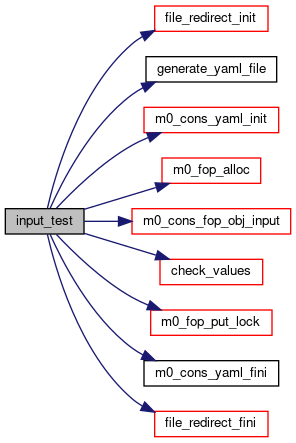 file_redirect_init
generate_yaml_file
m0_cons_yaml_init
m0_fop_alloc
input_test
m0_cons_fop_obj_input
check_values
m0_fop_put_lock
m0_cons_yaml_fini
file_redirect_fini